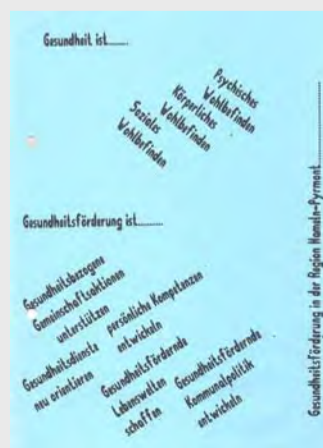 Gesundheit ist........
Psychisches
Wohlbefinden
Körperliches
Wohlbefinden
Soziales
Wohlbefinden
Gesundheitsförderung ist........
Gesundheitsbezogene
Gemeinschaftsaktionen
unterstützen
persönliche Kompetenzen
entwickeln
Gesundheitsdienste
neu orientieren
Gesundheitsfördernde
Lebenswelten
schaffen
Gesundheitsfördernde
Kommunalpolitik
entwickeln
Gesundheitsförderung in der Region Hameln-Pyrmont